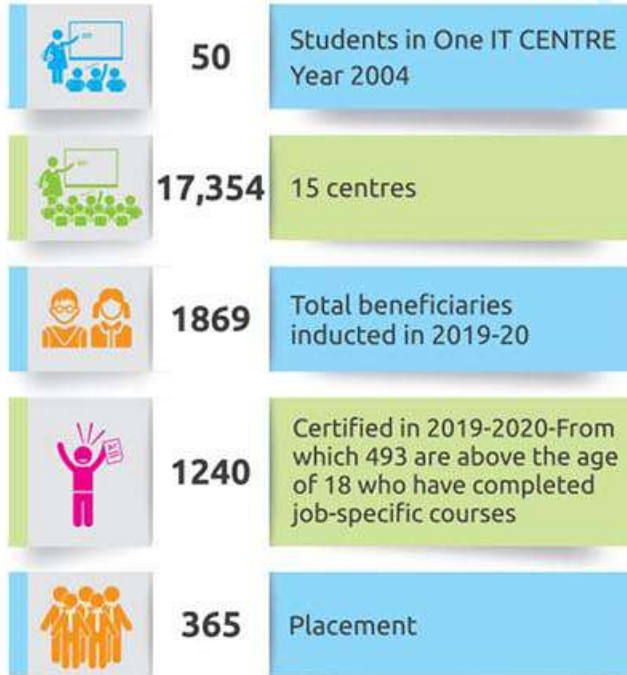 50
Students in One IT CENTRE
Year 2004
17,354
15 centres
1869
Total beneficiaries
inducted in 2019-20
1240
Certified in 2019-2020-From
which 493 are above the age
of 18 who have completed
job-specific courses
365
Placement